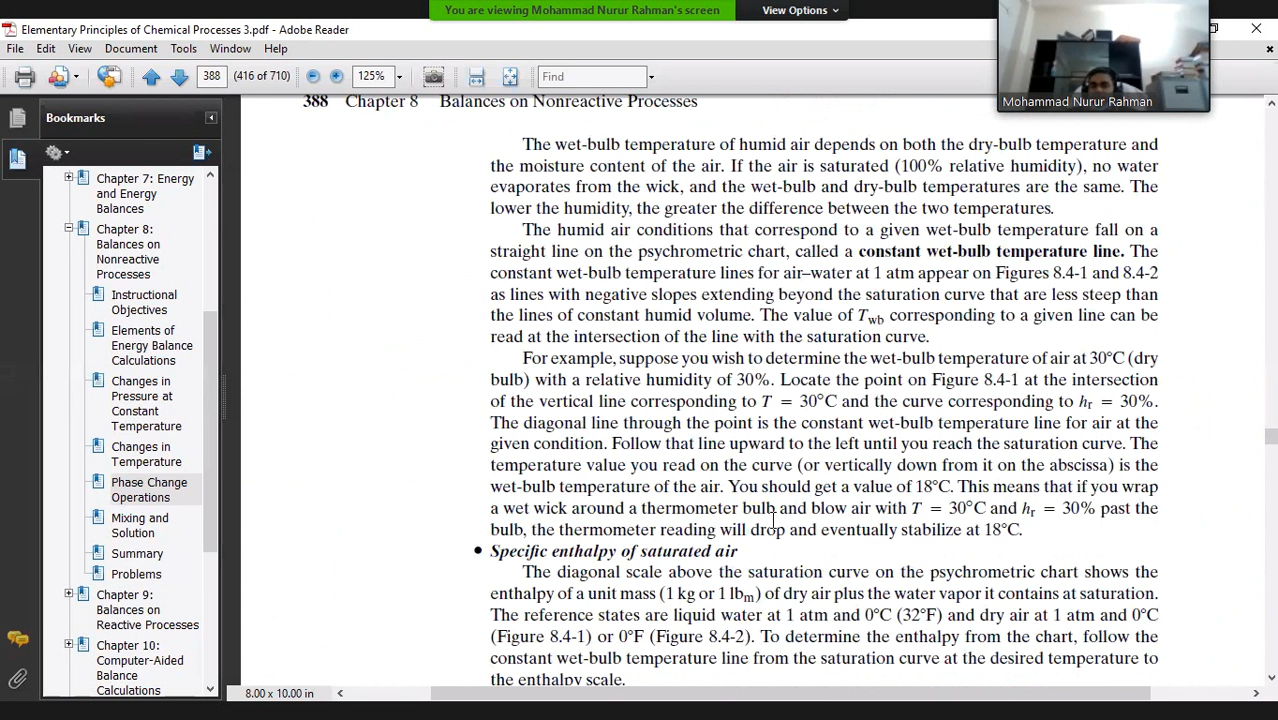 You are viewing Mohammad Nurur Rahman's screen
View Options
Elementary Principles of Chemical Processes 3.pdf - Adobe Reader
File Edit View Document Tools Window Help
388 (416 of 710) 125% Find
Mohammad Nurur Rahman
Bookmarks
Chapter 7: Energy
and Energy
Balances
Chapter 8:
Balances on
Nonreactive
Processes
Instructional
Objectives
Elements of
Energy Balance
Calculations
Changes in
Pressure at
Constant
Temperature
Changes in
Temperature
Phase Change
Operations
Mixing and
Solution
Summary
Problems
Chapter 9:
Balances on
Reactive Processes
Chapter 10:
Computer-Aided
Balance
Calculations
388 Chapter 8 Balances on Nonreactive Processes
The wet-bulb temperature of humid air depends on both the dry-bulb temperature and
the moisture content of the air. If the air is saturated (100% relative humidity), no water
evaporates from the wick, and the wet-bulb and dry-bulb temperatures are the same. The
lower the humidity, the greater the difference between the two temperatures.
The humid air conditions that correspond to a given wet-bulb temperature fall on a
straight line on the psychrometric chart, called a constant wet-bulb temperature line. The
constant wet-bulb temperature lines for air–water at 1 atm appear on Figures 8.4-1 and 8.4-2
as lines with negative slopes extending beyond the saturation curve that are less steep than
the lines of constant humid volume. The value of Twb corresponding to a given line can be
read at the intersection of the line with the saturation curve.
For example, suppose you wish to determine the wet-bulb temperature of air at 30°C (dry
bulb) with a relative humidity of 30%. Locate the point on Figure 8.4-1 at the intersection
of the vertical line corresponding to T = 30°C and the curve corresponding to hr = 30%.
The diagonal line through the point is the constant wet-bulb temperature line for air at the
given condition. Follow that line upward to the left until you reach the saturation curve. The
temperature value you read on the curve (or vertically down from it on the abscissa) is the
wet-bulb temperature of the air. You should get a value of 18°C. This means that if you wrap
a wet wick around a thermometer bulb and blow air with T = 30°C and hr = 30% past the
bulb, the thermometer reading will drop and eventually stabilize at 18°C.
• Specific enthalpy of saturated air
The diagonal scale above the saturation curve on the psychrometric chart shows the
enthalpy of a unit mass (1 kg or 1 lbm) of dry air plus the water vapor it contains at saturation.
The reference states are liquid water at 1 atm and 0°C (32°F) and dry air at 1 atm and 0°C
(Figure 8.4-1) or 0°F (Figure 8.4-2). To determine the enthalpy from the chart, follow the
constant wet-bulb temperature line from the saturation curve at the desired temperature to
the enthalpy scale.
8.00 x 10.00 in